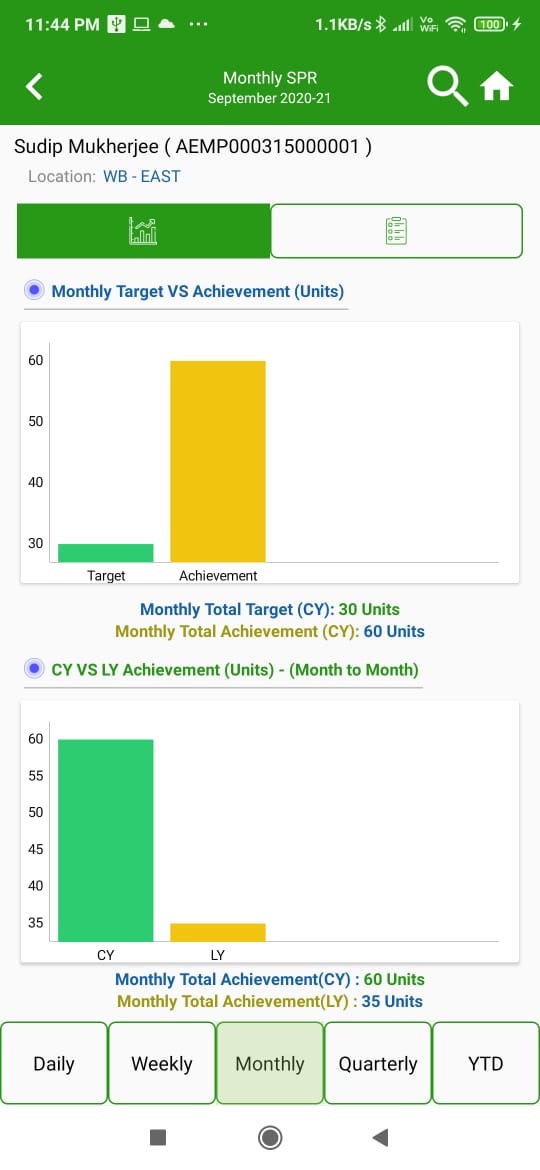 11:44 PM 1.1KB/s Vo WiFi 100
Monthly SPR
September 2020-21
Sudip Mukherjee ( AEMP000315000001 )
Location: WB - EAST
Monthly Target VS Achievement (Units)
60
50
40
30
Target Achievement
Monthly Total Target (CY): 30 Units
Monthly Total Achievement (CY): 60 Units
CY VS LY Achievement (Units) - (Month to Month)
60
55
50
45
40
35
CY LY
Monthly Total Achievement(CY) : 60 Units
Monthly Total Achievement(LY) : 35 Units
Daily Weekly Monthly Quarterly YTD